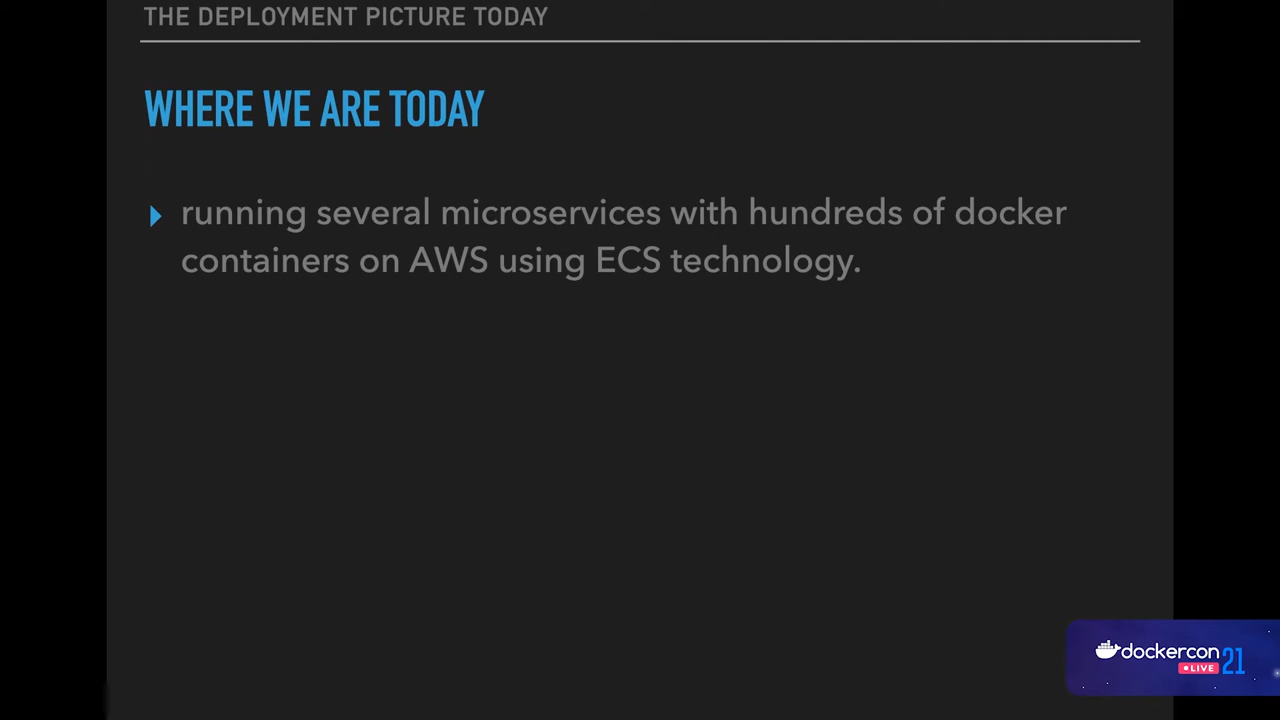 THE DEPLOYMENT PICTURE TODAY
WHERE WE ARE TODAY
running several microservices with hundreds of docker
containers on AWS using ECS technology.
dockercon
LIVE 21